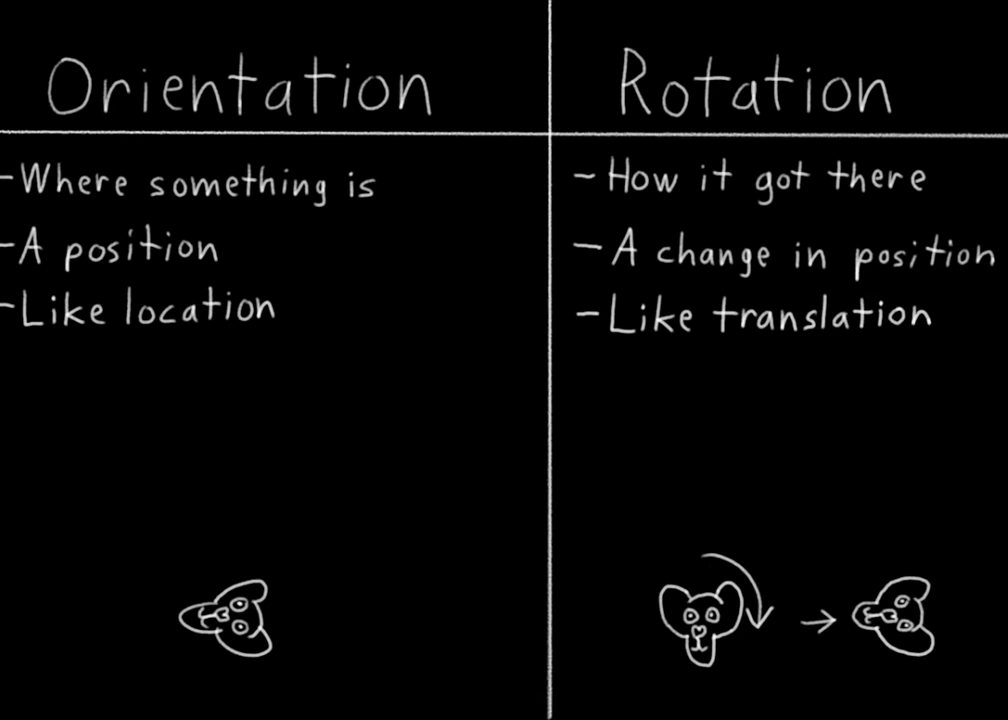 Orientation
-Where something is
-A position
-Like location
Rotation
-How it got there
-A change in position
-Like translation